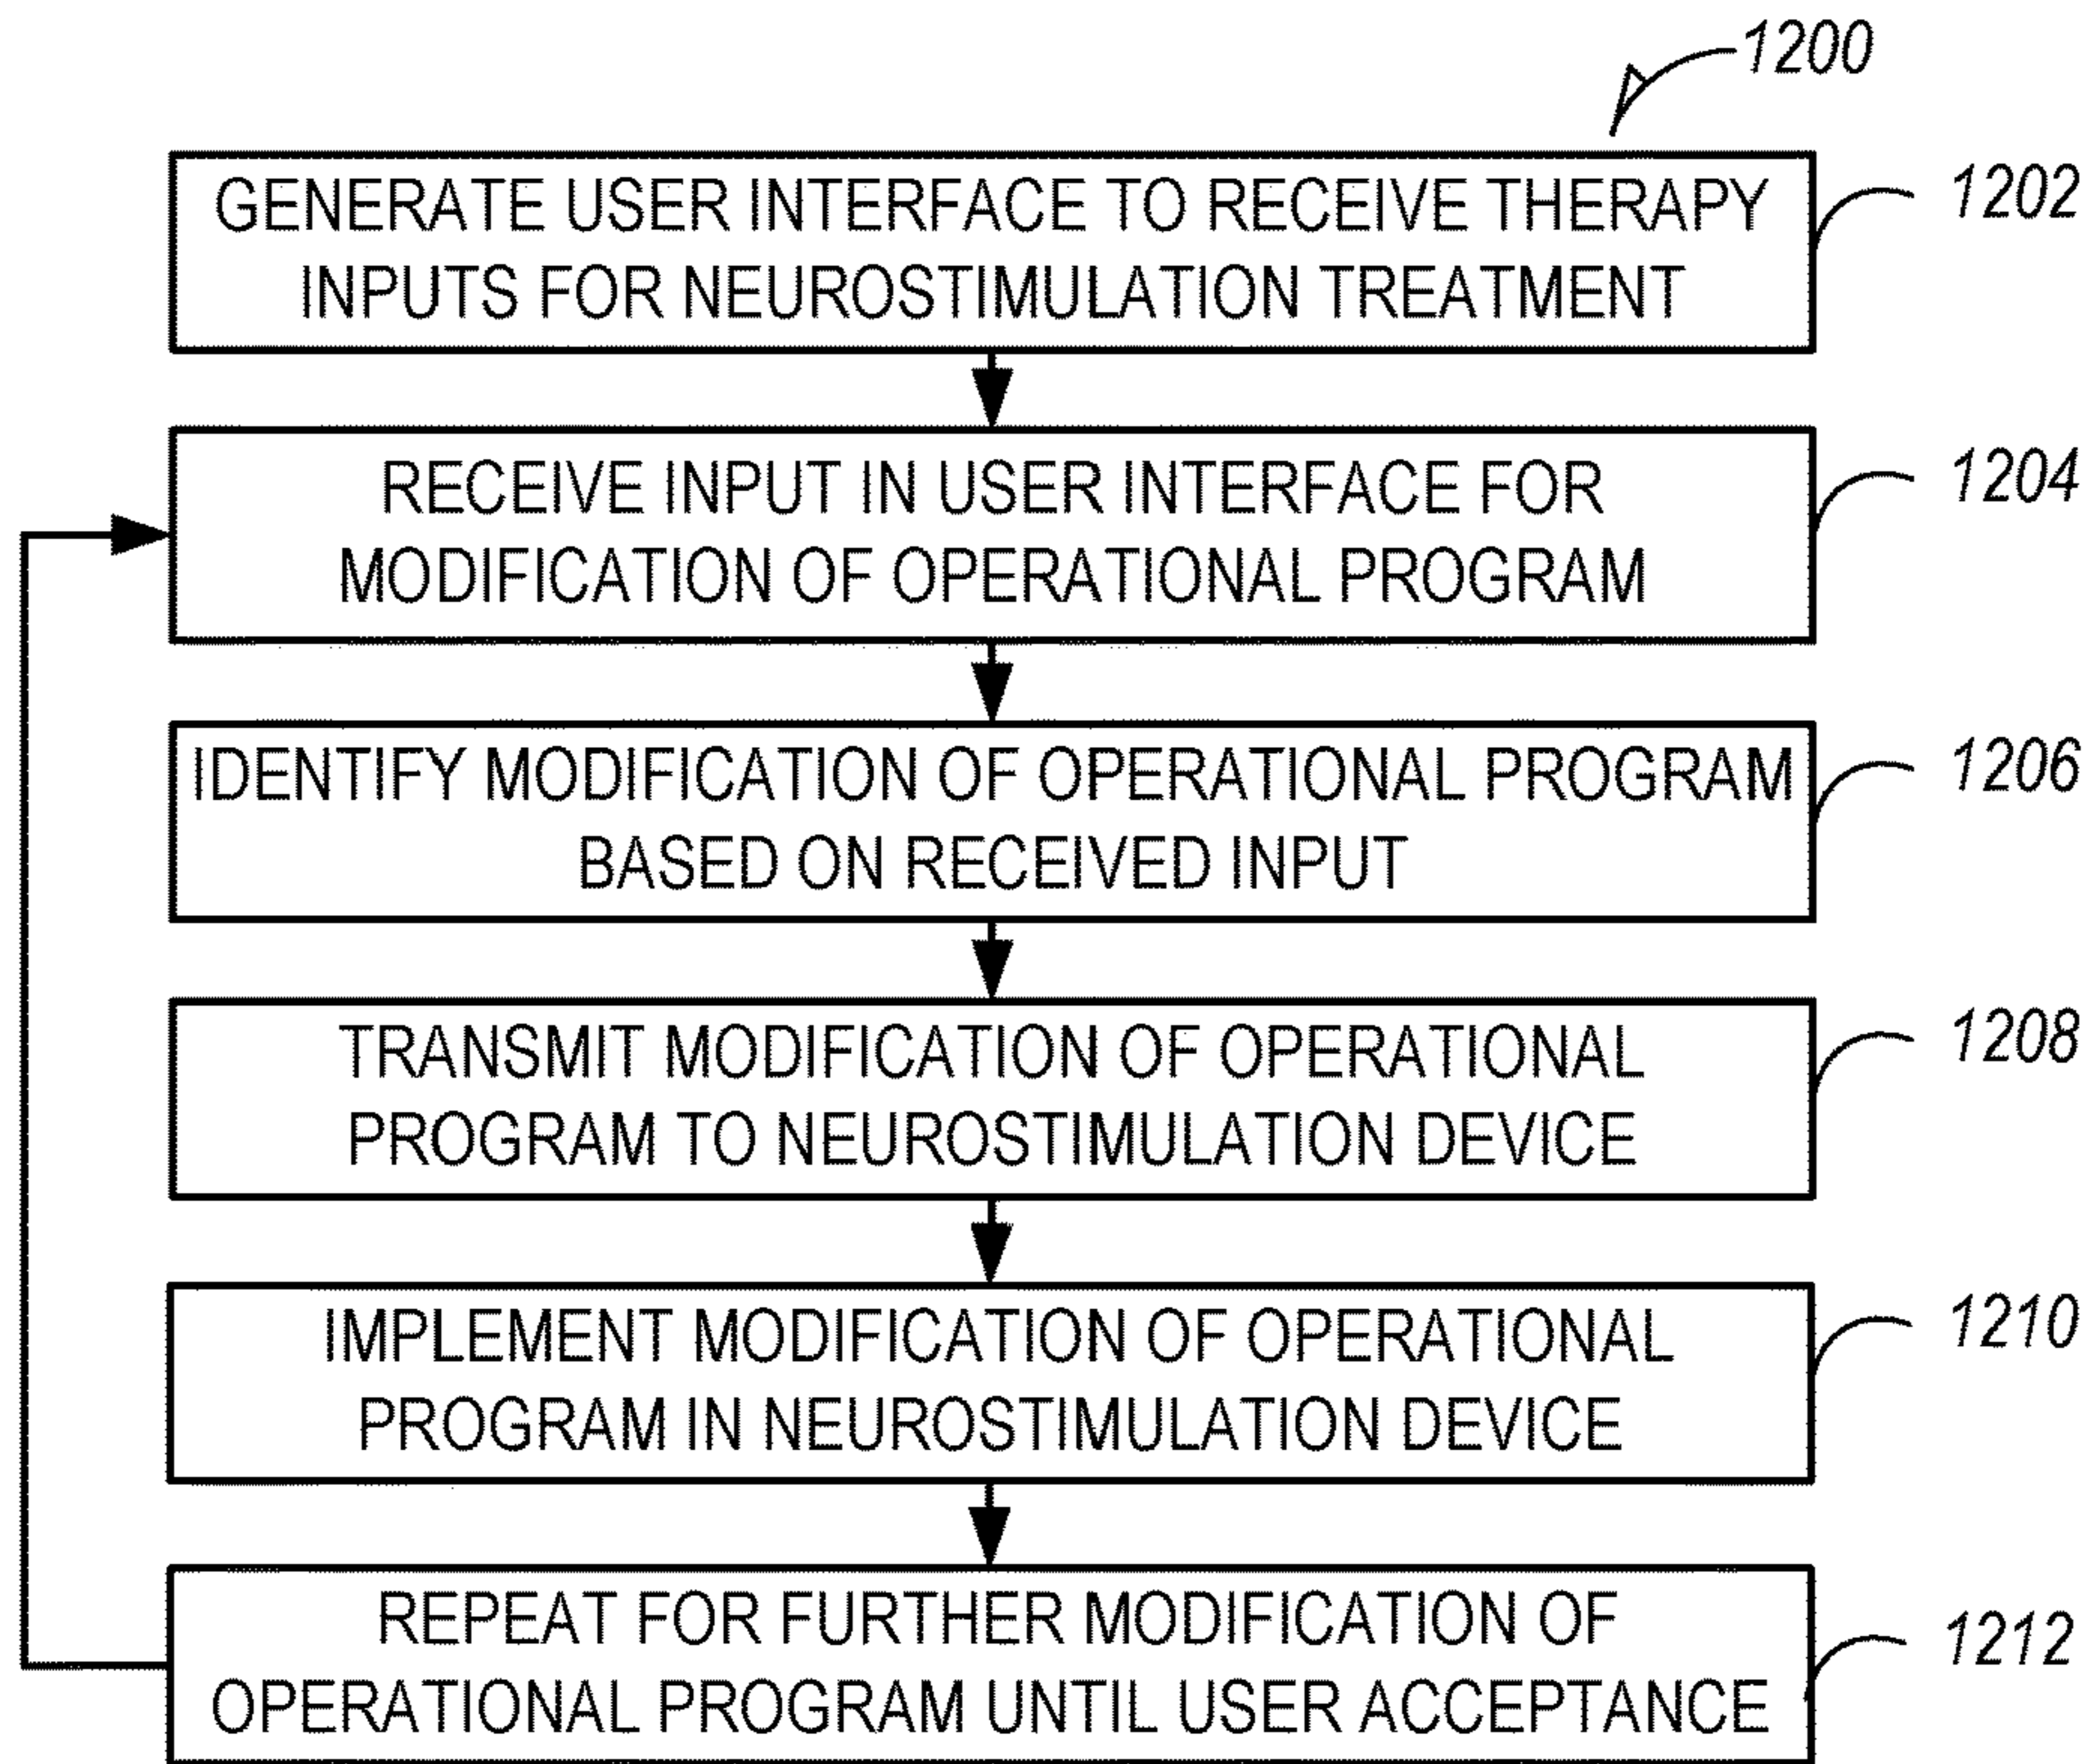 1200
GENERATE USER INTERFACE TO RECEIVE THERAPY
INPUTS FOR NEUROSTIMULATION TREATMENT
1202
RECEIVE INPUT IN USER INTERFACE FOR
MODIFICATION OF OPERATIONAL PROGRAM
1204
IDENTIFY MODIFICATION OF OPERATIONAL PROGRAM
BASED ON RECEIVED INPUT
1206
TRANSMIT MODIFICATION OF OPERATIONAL
PROGRAM TO NEUROSTIMULATION DEVICE
1208
IMPLEMENT MODIFICATION OF OPERATIONAL
PROGRAM IN NEUROSTIMULATION DEVICE
1210
REPEAT FOR FURTHER MODIFICATION OF
OPERATIONAL PROGRAM UNTIL USER ACCEPTANCE
1212